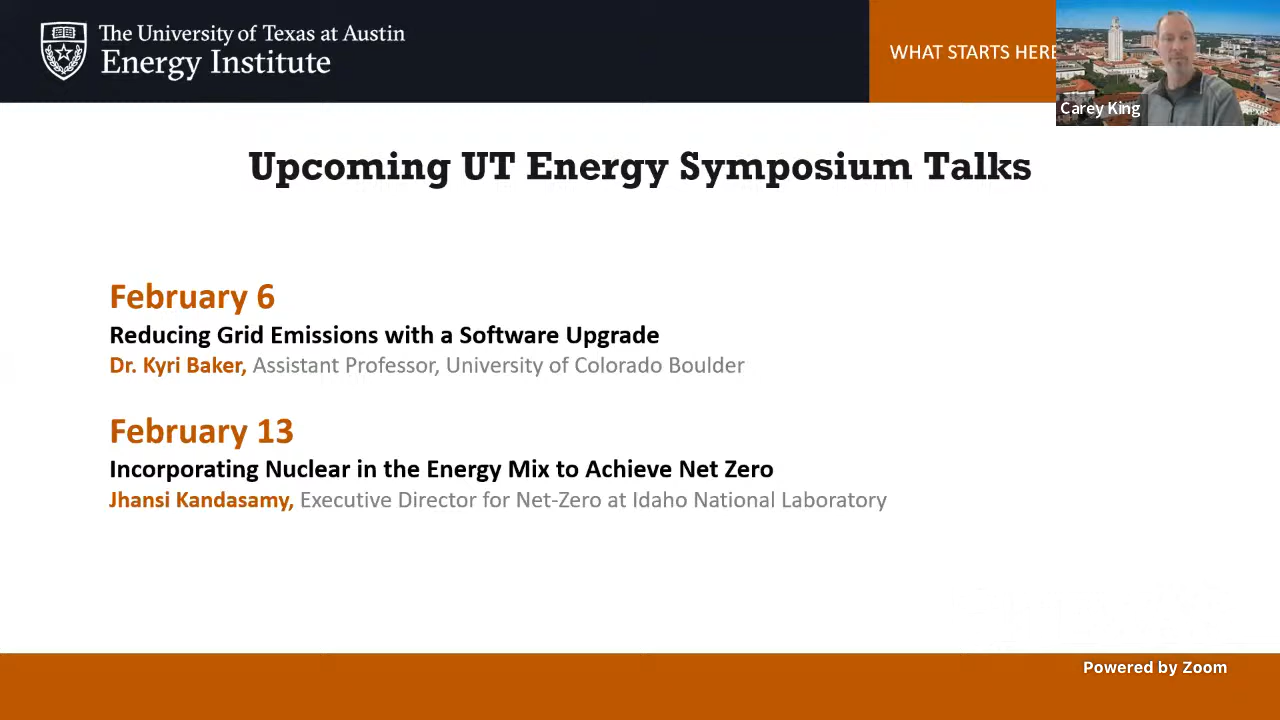 The University of Texas at Austin
Energy Institute
WHAT STARTS HERE
Carey King
Upcoming UT Energy Symposium Talks
February 6
Reducing Grid Emissions with a Software Upgrade
Dr. Kyri Baker, Assistant Professor, University of Colorado Boulder
February 13
Incorporating Nuclear in the Energy Mix to Achieve Net Zero
Jhansi Kandasamy, Executive Director for Net-Zero at Idaho National Laboratory
Powered by Zoom